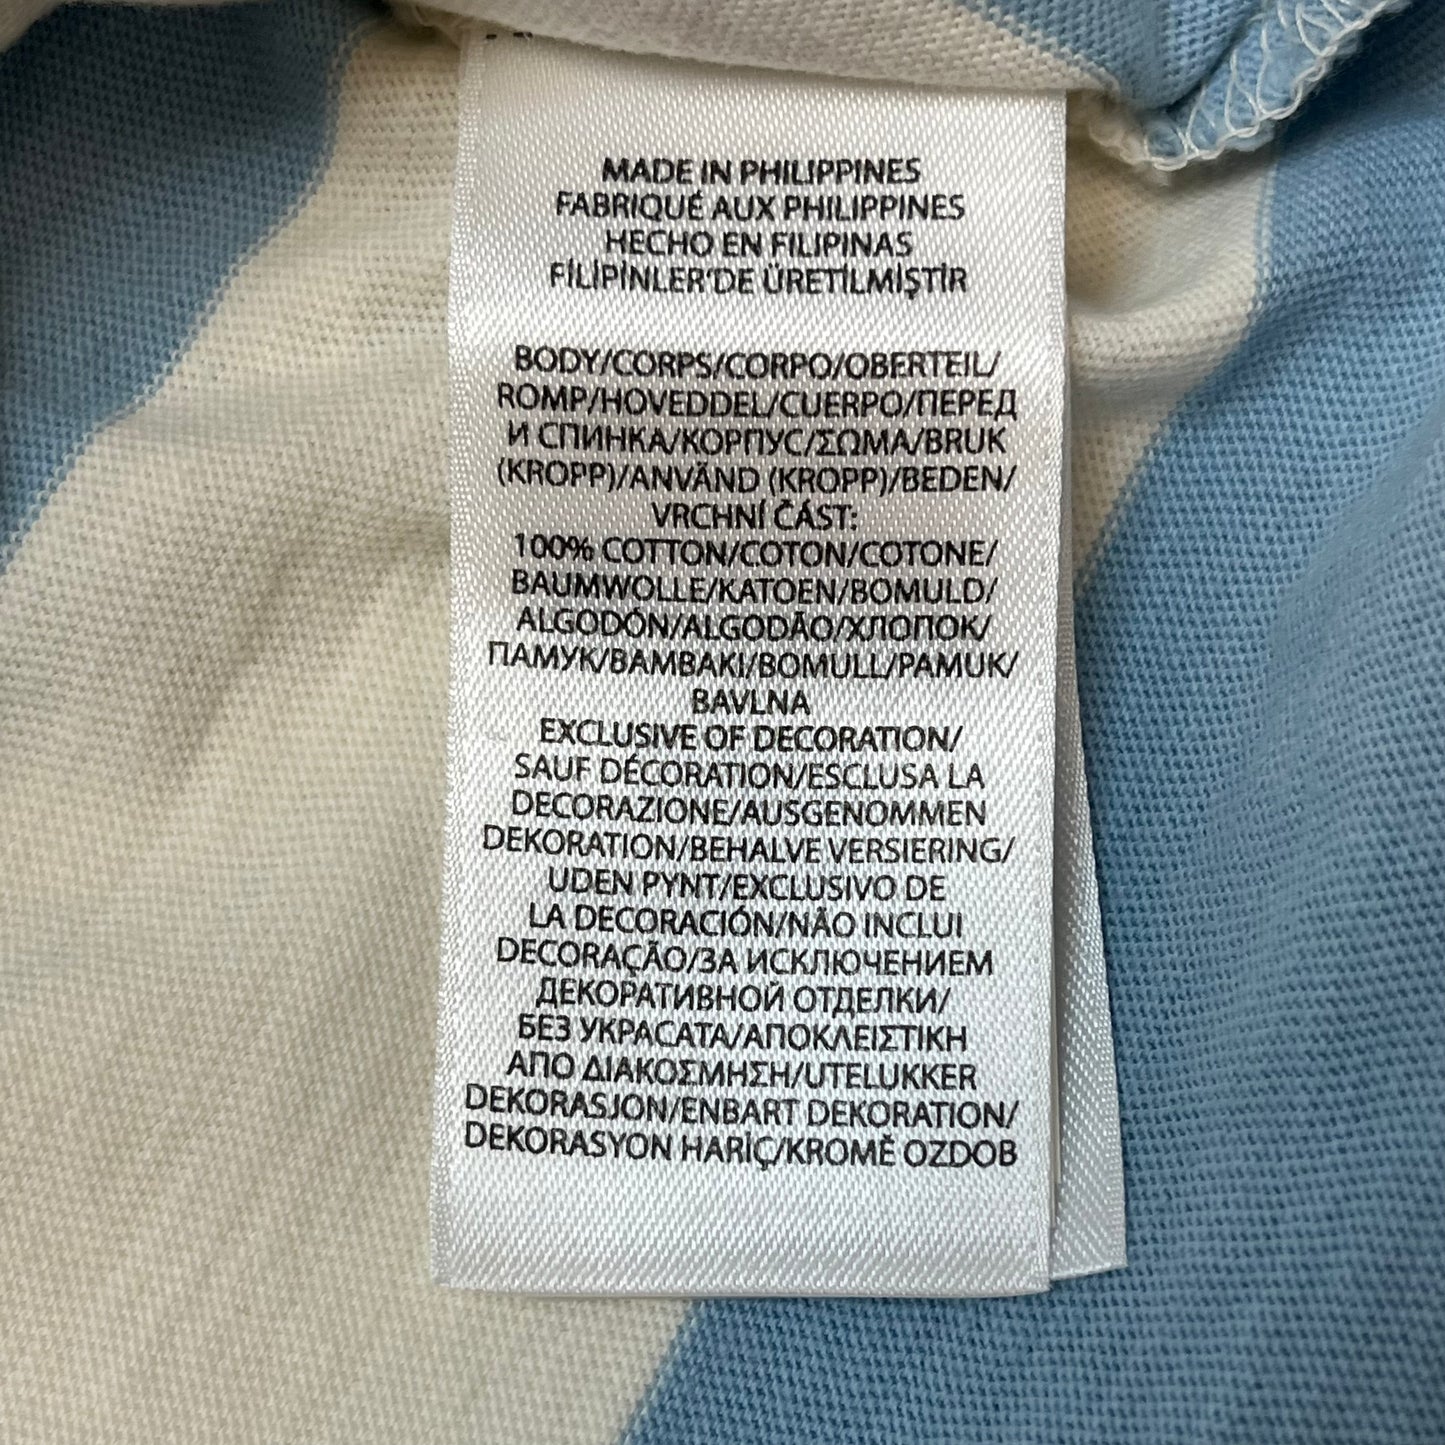 MADE IN PHILIPPINES
FABRIQUÉ AUX PHILIPPINES
HECHO EN FILIPINAS
FİLİPİNLER'DE ÜRETİLMİŞTİR
BODY/CORPS/CORPO/OBERTEIL/
ROMP/HOVEDDEL/CUERPO/ПЕРЕД
И СПИНКА/КОРПУС/ΣΩΜΑ/BRUK
(KROPP)/ANVÄND (KROPP)/BEDEN/
VRCHNÍ ČÁST:
100% COTTON/COTON/COTONE/
BAUMWOLLE/KATOEN/BOMULD/
ALGODÓN/ALGODÃO/ХЛОПОК/
ПАМУК/BAMBAKI/BOMULL/PAMUK/
BAVLNA
EXCLUSIVE OF DECORATION/
SAUF DÉCORATION/ESCLUSA LA
DECORAZIONE/AUSGENOMMEN
DEKORATION/BEHALVE VERSIERING/
UDEN PYNT/EXCLUSIVO DE
LA DECORACIÓN/NÃO INCLUI
DECORAÇÃO/ЗА ИСКЛЮЧЕНИЕМ
ДЕКОРАТИВНОЙ ОТДЕЛКИ/
БЕЗ УКРАСАТА/ΑΠΟΚΛΕΙΣΤΙΚΗ
ΑΠΟ ΔΙΑΚΟΣΜΗΣΗ/UTELUKKER
DEKORASJON/ENBART DEKORATION/
DEKORASYON HARİÇ/KROMĚ OZDOB